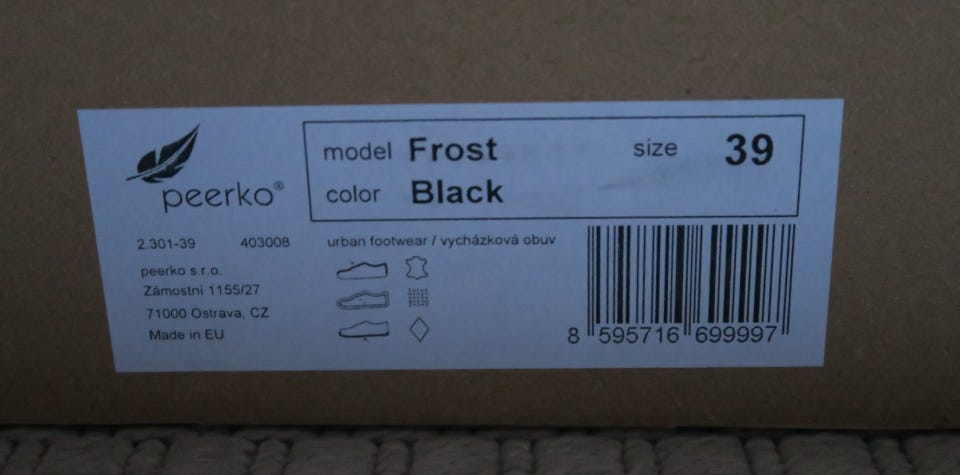 peerko®
model Frost size 39
color Black
2.301-39 403008
urban footwear / vycházková obuv
peerko s.r.o.
Zámostní 1155/27
71000 Ostrava, CZ
Made in EU
8 595716 699997